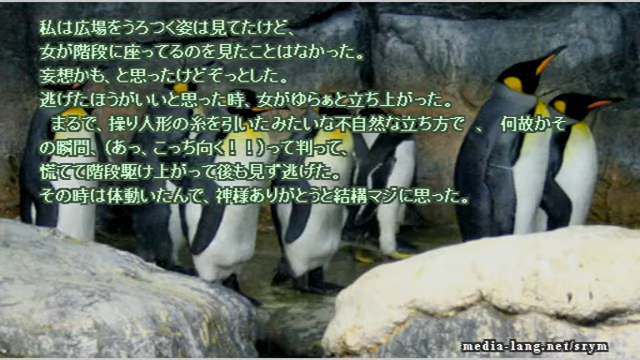 私は広場をうろつく姿は見てたけど、
女が階段に座ってるのを見たことはなかった。
妄想かも、と思ったけどぞっとした。
逃げたほうがいいと思った時、女がゆらぁと立ち上がった。
　まるで、操り人形の糸を引いたみたいな不自然な立ち方で　、　何故かそ
の瞬間、（あっ、こっち向く！！）って判って、
慌てて階段駆け上がって後も見ず逃げた。
その時は体動いたんで、神様ありがとうと結構マジに思った。
media-lang.net/srym